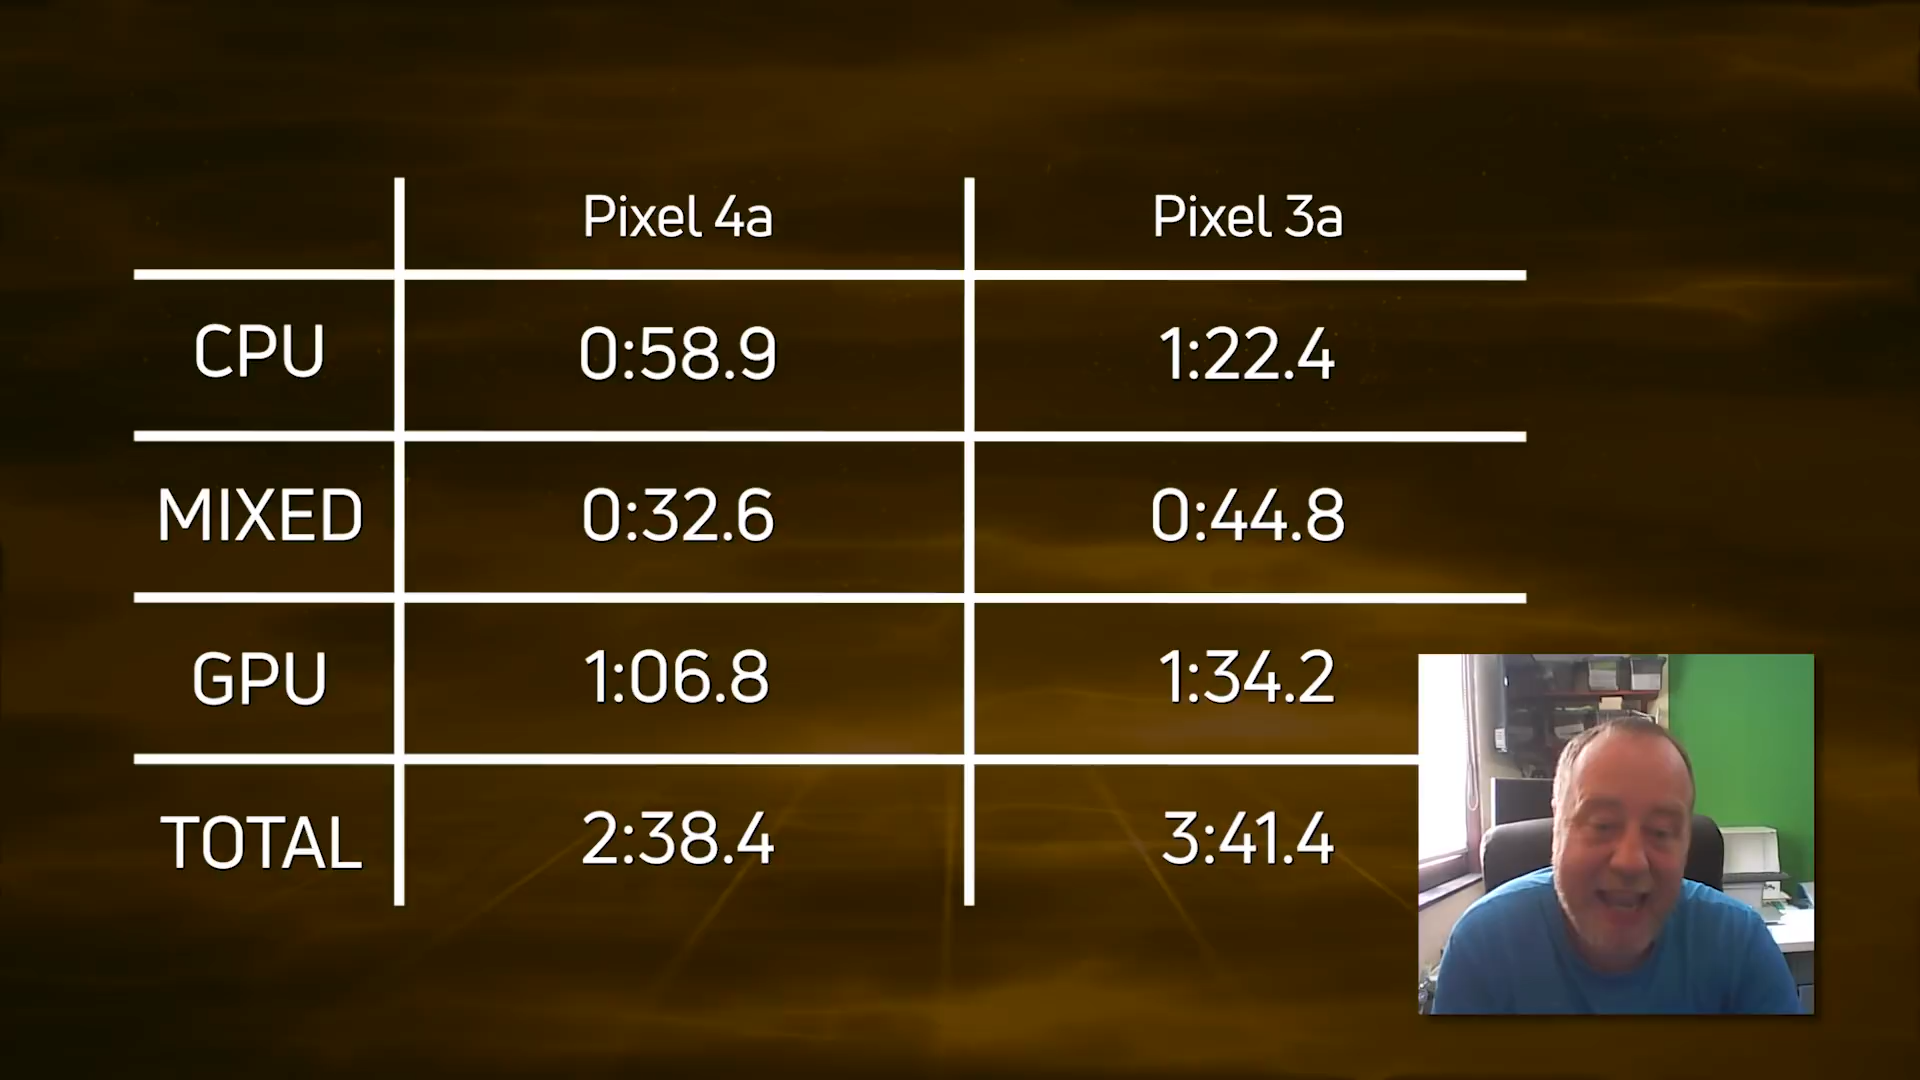 Pixel 4a Pixel 3a
CPU 0:58.9 1:22.4
MIXED 0:32.6 0:44.8
GPU 1:06.8 1:34.2
TOTAL 2:38.4 3:41.4